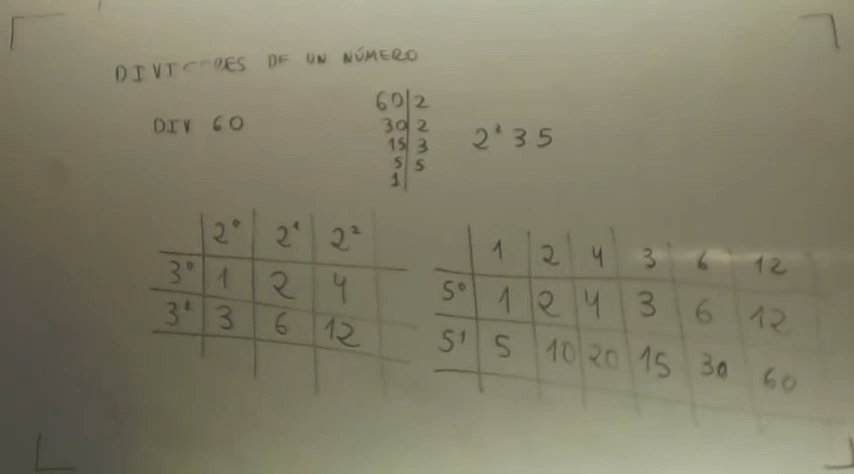 DE UN NÚMERO
DIV 60
60 2
30 2
15 3
5 5
1
2² 3 5
2⁰ 2¹ 2²
3⁰ 1 2 4
3¹ 3 6 12
1 2 4 3 6 12
5⁰ 1 2 4 3 6 12
5¹ 5 10 20 15 30 60